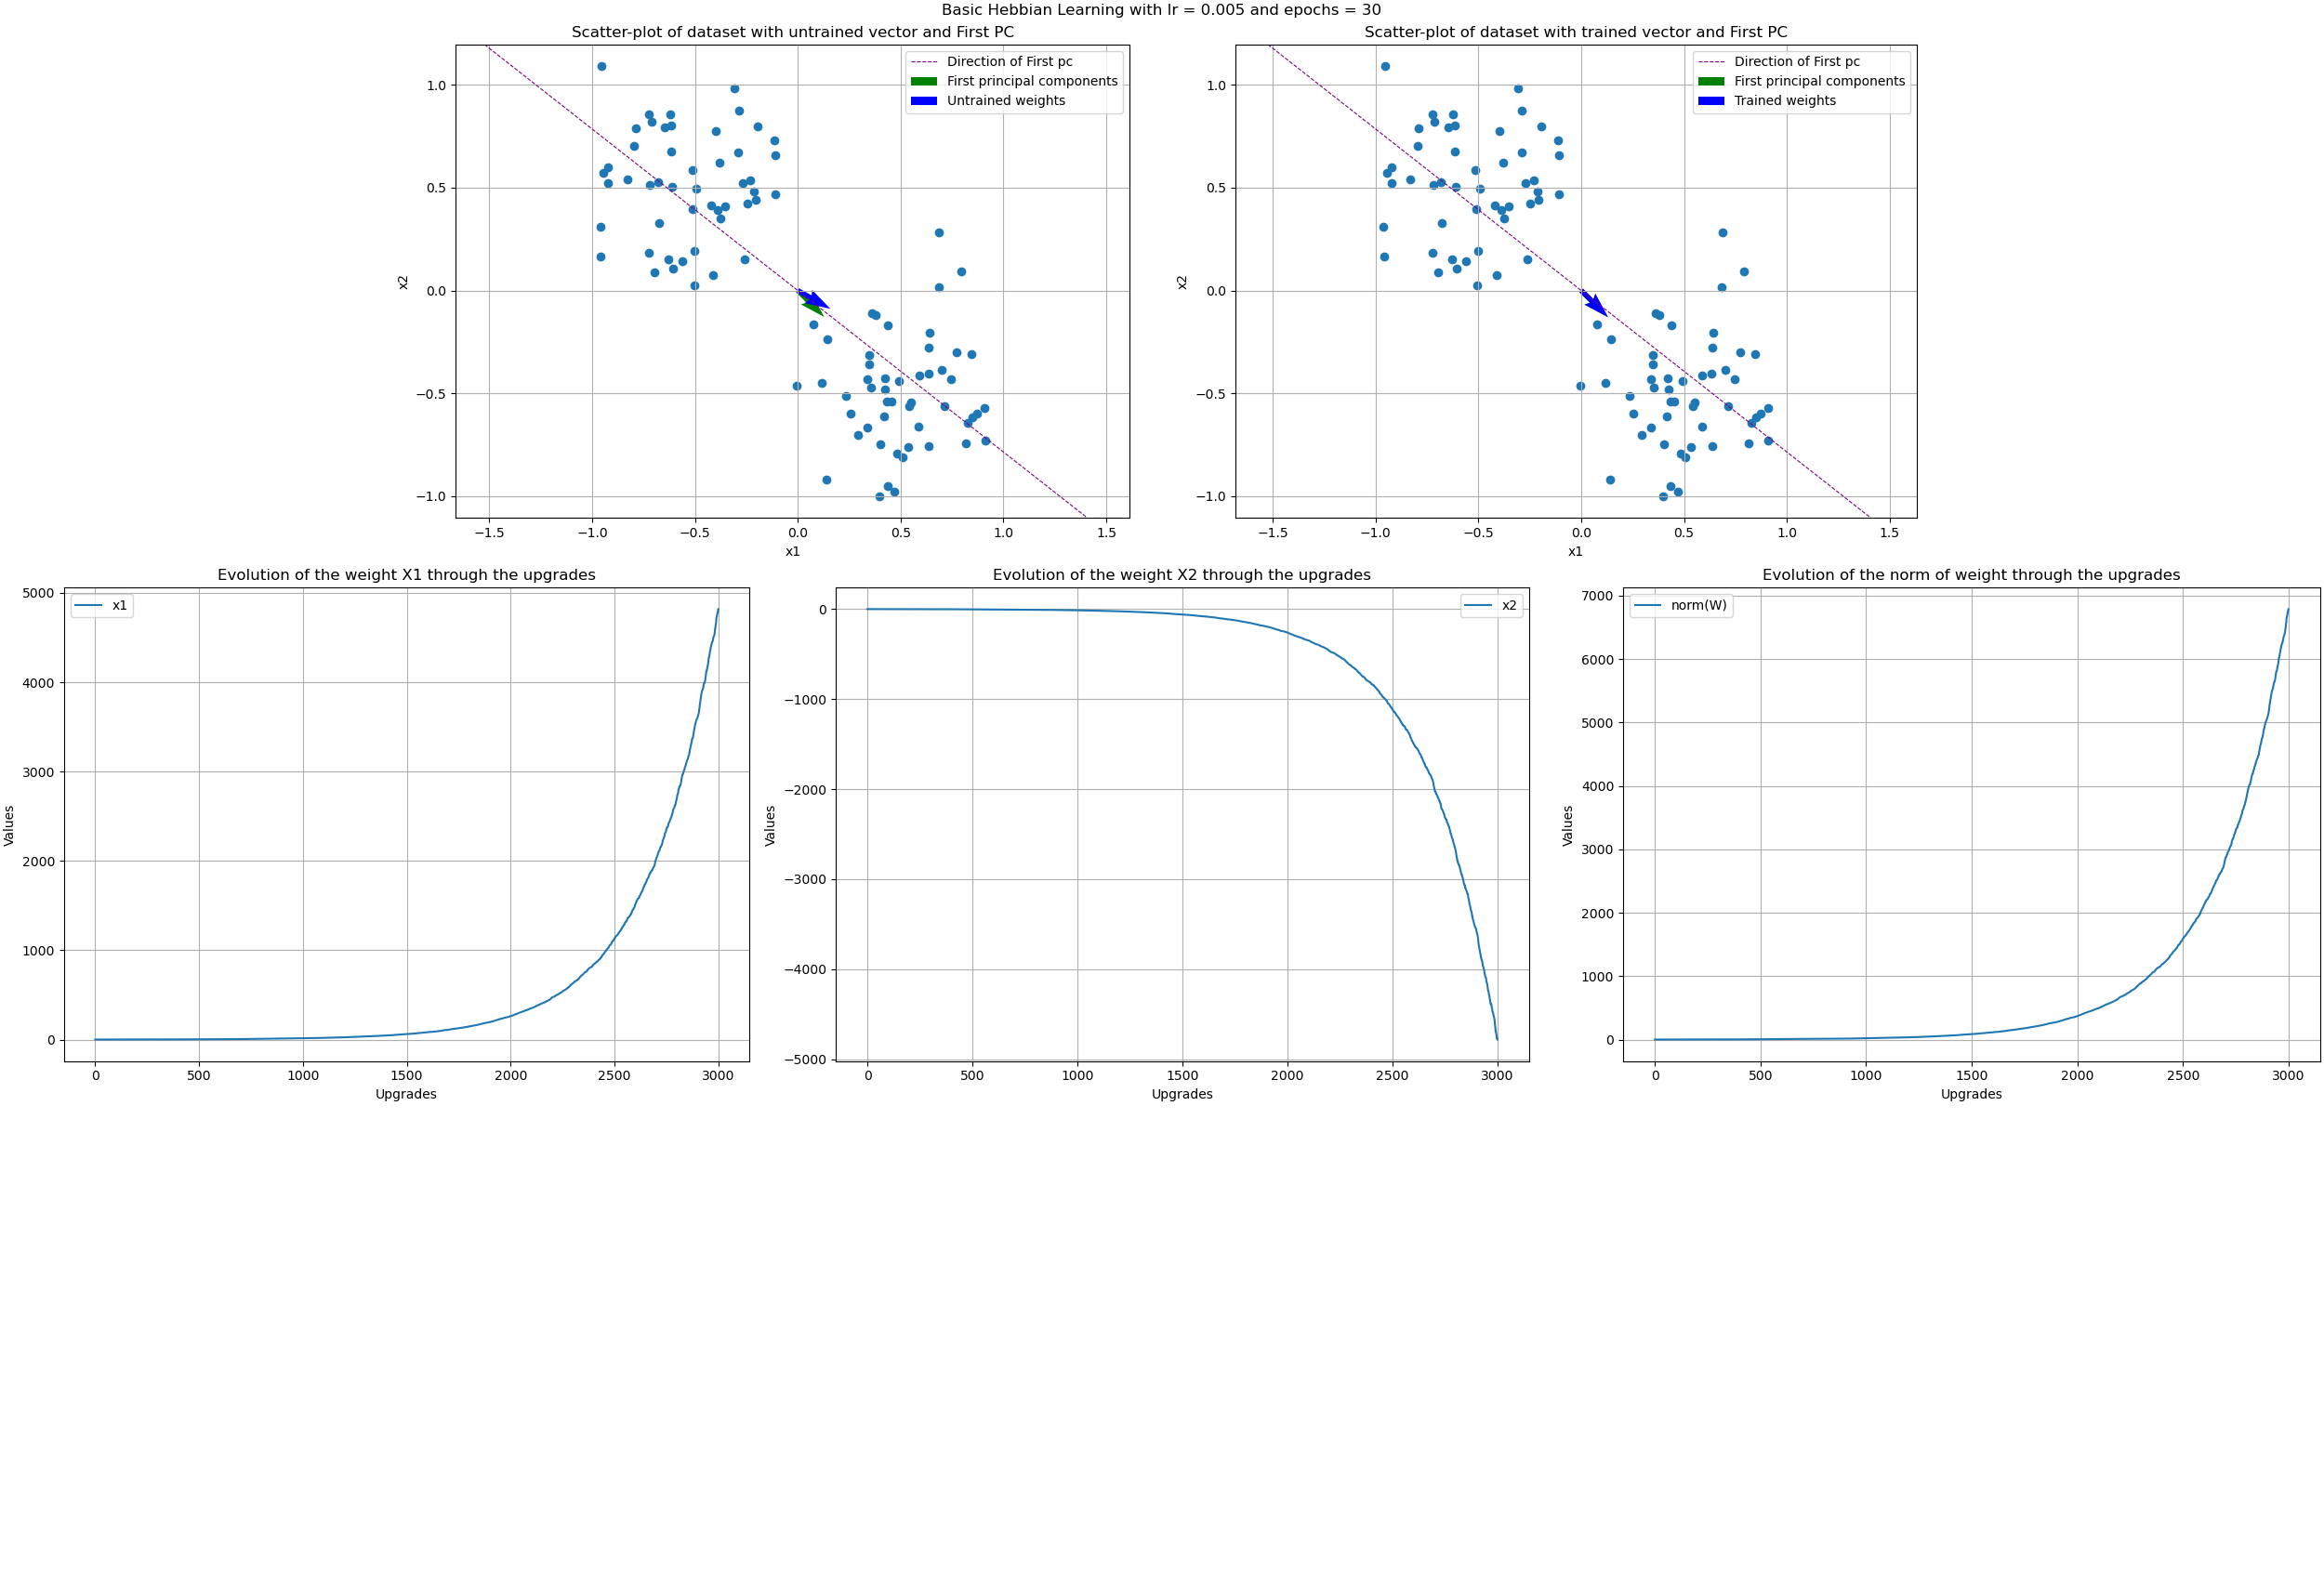 Basic Hebbian Learning with lr = 0.005 and epochs = 30
Scatter-plot of dataset with untrained vector and First PC
Direction of First pc
First principal components
Untrained weights
1.0
0.5
0.0
−0.5
−1.0
x2
−1.5 −1.0 −0.5 0.0 0.5 1.0 1.5
x1
Scatter-plot of dataset with trained vector and First PC
Direction of First pc
First principal components
Trained weights
1.0
0.5
0.0
−0.5
−1.0
x2
−1.5 −1.0 −0.5 0.0 0.5 1.0 1.5
x1
Evolution of the weight X1 through the upgrades
x1
5000
4000
3000
2000
1000
0
Values
0 500 1000 1500 2000 2500 3000
Upgrades
Evolution of the weight X2 through the upgrades
x2
0
−1000
−2000
−3000
−4000
−5000
Values
0 500 1000 1500 2000 2500 3000
Upgrades
Evolution of the norm of weight through the upgrades
norm(W)
7000
6000
5000
4000
3000
2000
1000
0
Values
0 500 1000 1500 2000 2500 3000
Upgrades